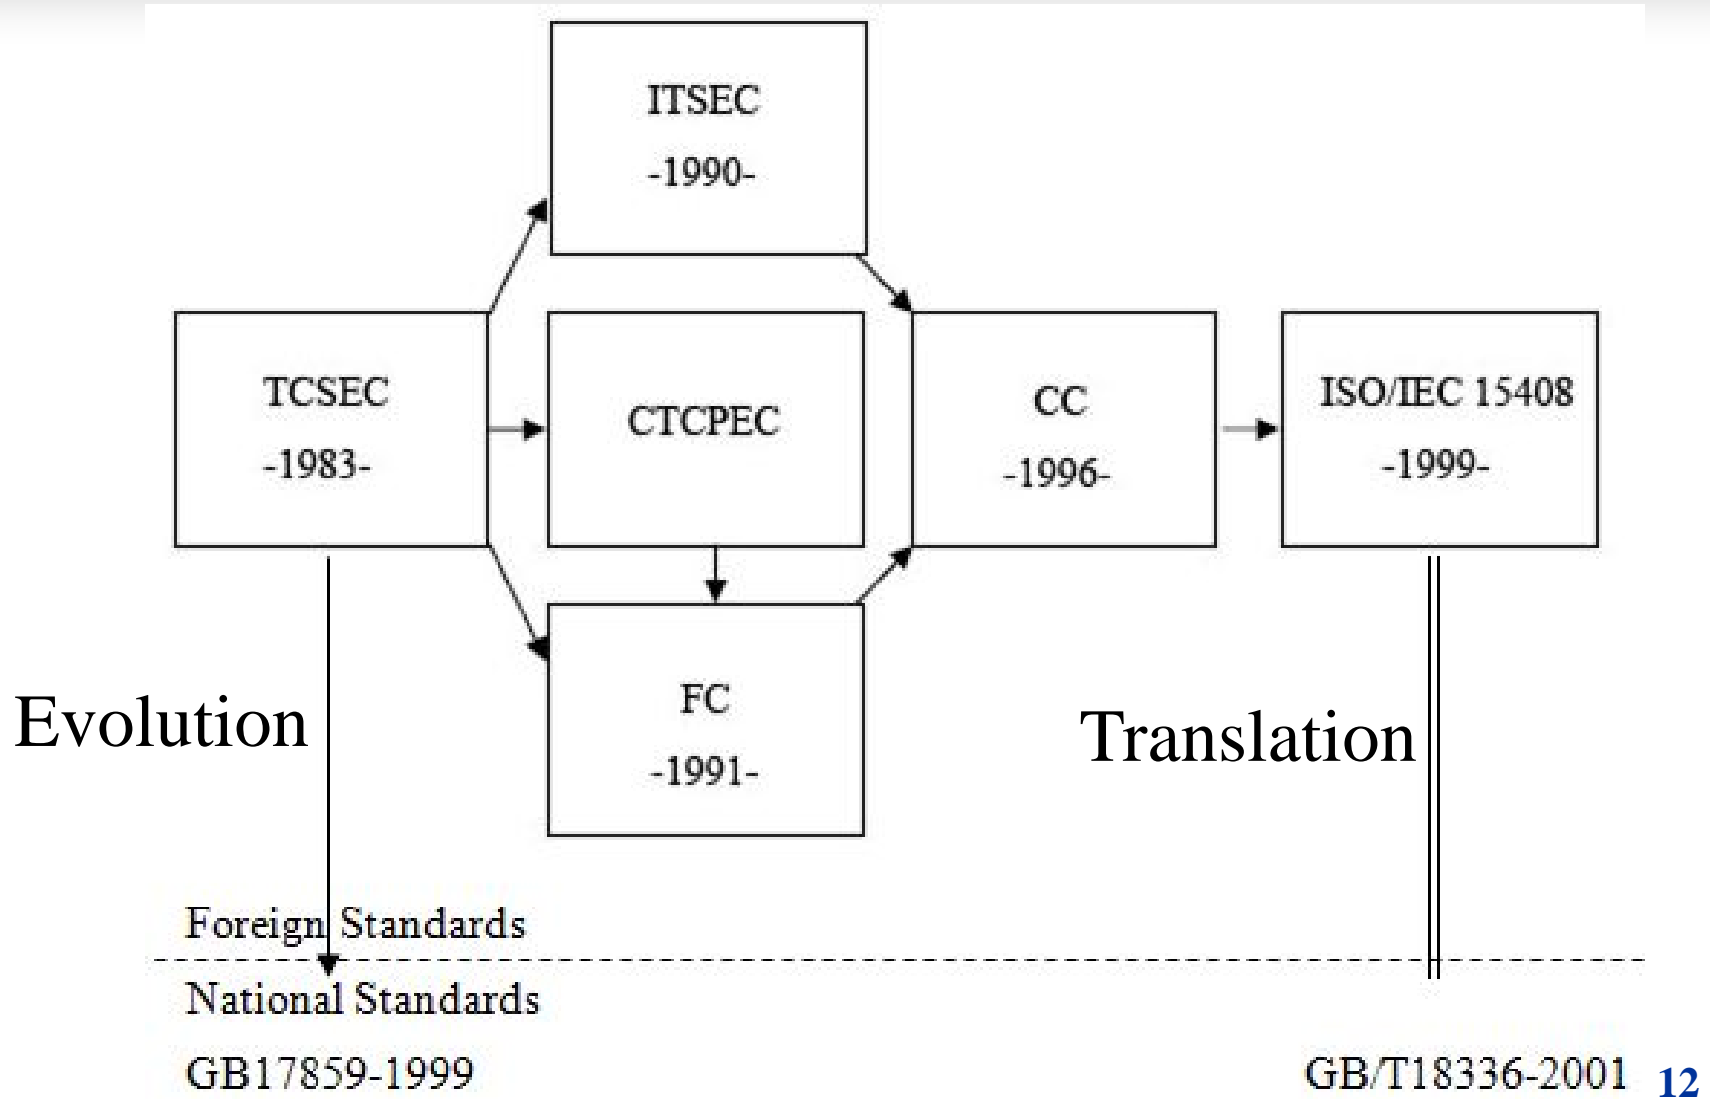 ITSEC
-1990-
TCSEC
-1983-
CTCPEC
CC
-1996-
ISO/IEC 15408
-1999-
FC
-1991-
Evolution
Translation
Foreign Standards
National Standards
GB17859-1999
GB/T18336-2001
12